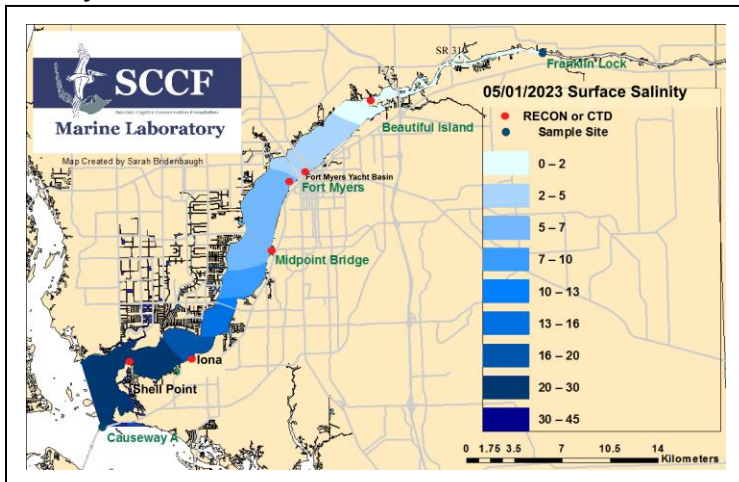 SCCF
Marine Laboratory
Map Created by Sarah Bridenbaugh
I-75
SR 31
Franklin Lock
05/01/2023 Surface Salinity
RECON or CTD
Sample Site
Beautiful Island
Fort Myers Yacht Basin
Fort Myers
Midpoint Bridge
Iona
Shell Point
Causeway A
0 – 2
2 – 5
5 – 7
7 – 10
10 – 13
13 – 16
16 – 20
20 – 30
30 – 45
0 1.75 3.5 7 10.5 14
Kilometers